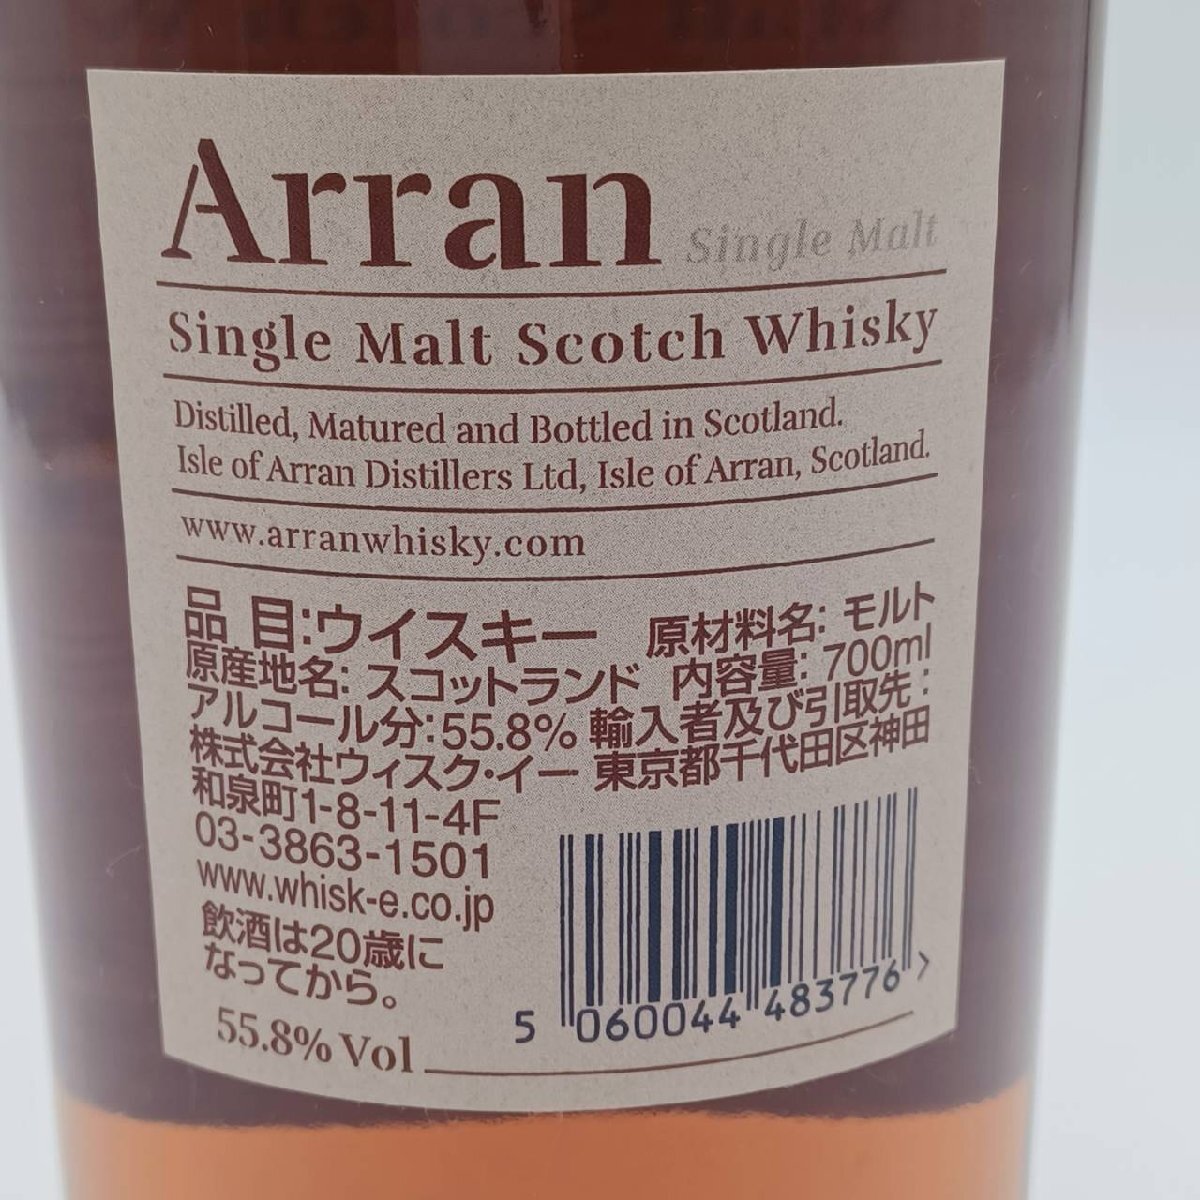 Arran Single Malt
Single Malt Scotch Whisky
Distilled, Matured and Bottled in Scotland.
Isle of Arran Distillers Ltd, Isle of Arran, Scotland.
www.arranwhisky.com
品 目:ウイスキー 原材料名: モルト
原産地名: スコットランド 内容量: 700ml
アルコール分:55.8% 輸入者及び引取先:
株式会社ウィスク・イー 東京都千代田区神田
和泉町1-8-11-4F
03-3863-1501
www.whisk-e.co.jp
飲酒は20歳に
なってから。
55.8% Vol
5 060044 483776 >